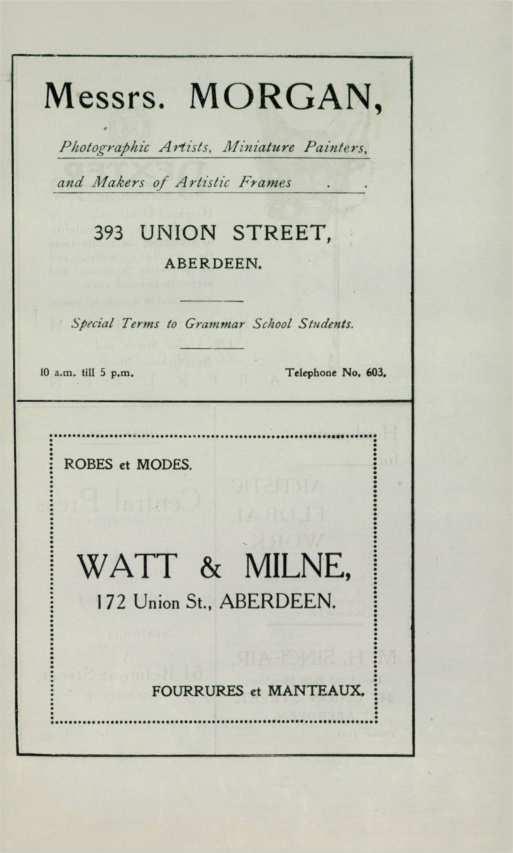 Messrs. MORGAN,
Photographic Artists, Miniature Painters,
and Makers of Artistic Frames . .
393 UNION STREET,
ABERDEEN.
Special Terms to Grammar School Students.
10 a.m. till 5 p.m. Telephone No. 603.
ROBES et MODES.
WATT & MILNE,
172 Union St., ABERDEEN.
FOURRURES et MANTEAUX.